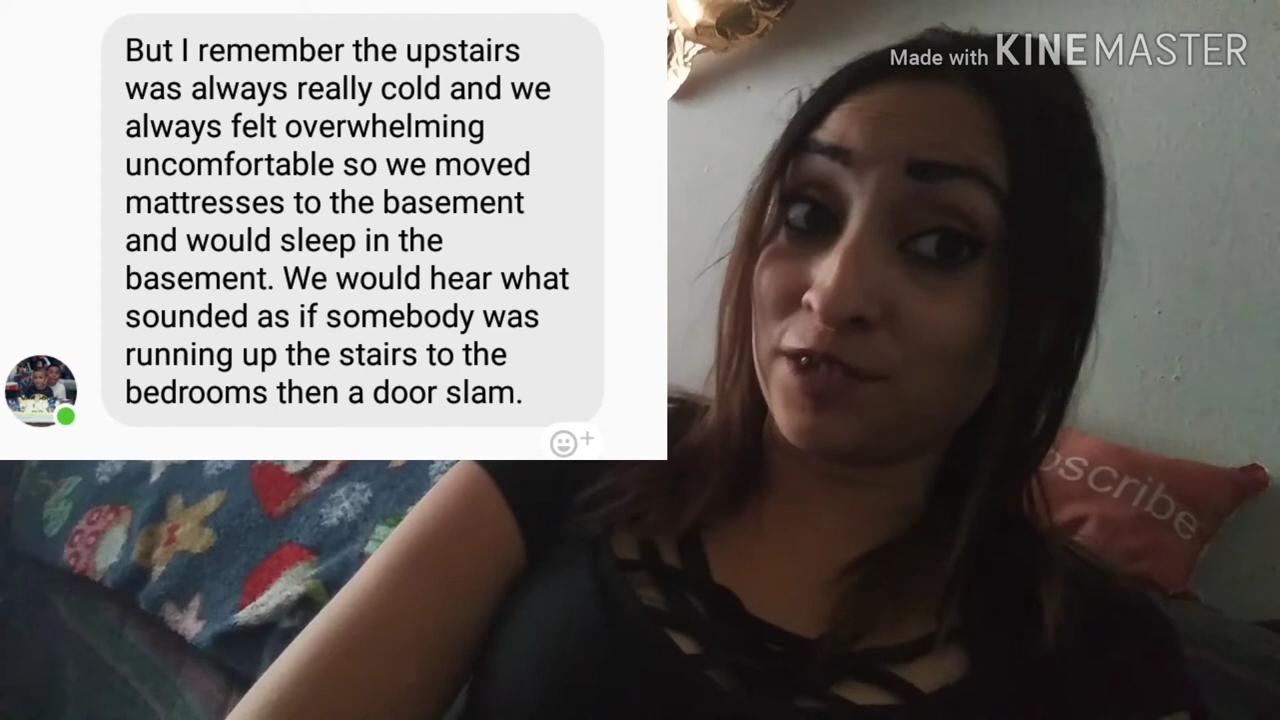 But I remember the upstairs
was always really cold and we
always felt overwhelming
uncomfortable so we moved
mattresses to the basement
and would sleep in the
basement. We would hear what
sounded as if somebody was
running up the stairs to the
bedrooms then a door slam.
Made with KINEMASTER
bscribe